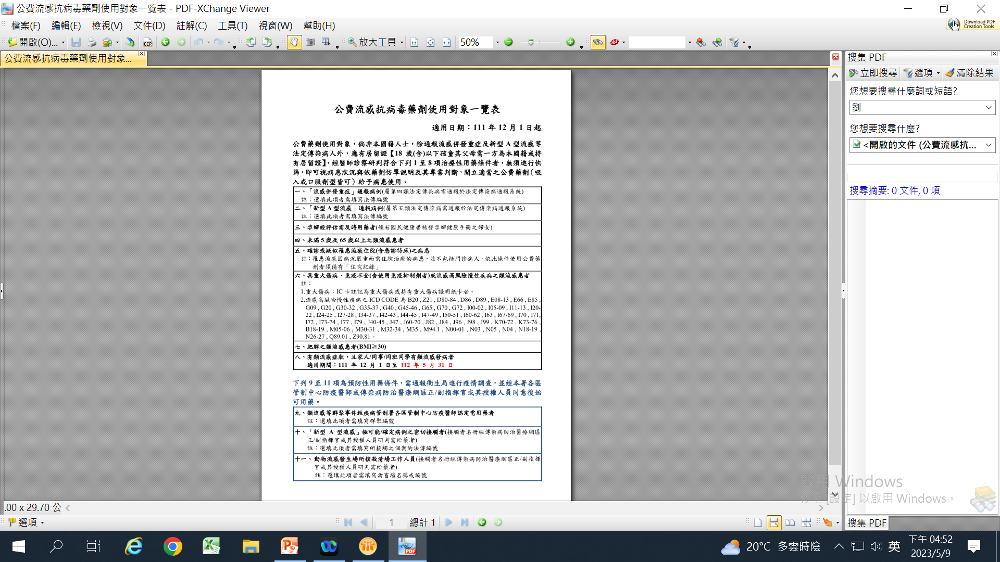 公費流感抗病毒藥劑使用對象一覽表 - PDF-XChange Viewer
檔案(F) 編輯(E) 檢視(V) 文件(D) 註解(C) 工具(T) 視窗(W) 幫助(H)
Download PDF
Creation Tools
開啟(O)... OCR 放大工具 1:1 50% Ask
公費流感抗病毒藥劑使用對象...
公費流感抗病毒藥劑使用對象一覽表
適用日期：111 年 12 月 1 日起
公費藥劑使用對象，倘非本國籍人士，除通報流感併發重症及新型 A 型流感等
法定傳染病人外，應有居留證【18 歲(含)以下孩童其父母需一方為本國籍或持
有居留證】，經醫師診察研判符合下列 1 至 8 項治療性用藥條件者，無須進行快
篩，即可視病患狀況與依藥劑仿單說明及其專業判斷，開立適當之公費藥劑（吸
入或口服劑型皆可）給予病患使用。
一、「流感併發重症」通報病例(屬第四類法定傳染病需通報於法定傳染病通報系統)
註：選填此項者需填寫法傳編號
二、「新型 A 型流感」通報病例(屬第五類法定傳染病需通報於法定傳染病通報系統)
註：選填此項者需填寫法傳編號
三、孕婦經評估需及時用藥者(領有國民健康署核發孕婦健康手冊之婦女)
四、未滿 5 歲及 65 歲以上之類流感患者
五、確診或疑似罹患流感住院(含急診待床)之病患
註：罹患流感因病況嚴重而需住院治療的病患，並不包括門診病人，依此條件使用公費藥
劑者須備有「住院紀錄」
六、具重大傷病、免疫不全(含使用免疫抑制劑者)或流感高風險慢性疾病之類流感患者
註：
1.重大傷病：IC 卡註記為重大傷病或持有重大傷病證明紙卡者。
2.流感高風險慢性疾病之 ICD CODE 為 B20 , Z21 , D80-84 , D86 , D89 , E08-13 , E66 , E85 ,
G09 , G20 , G30-32 , G35-37 , G40 , G45-46 , G65 , G70 , G72 , I00-02 , I05-09 , I11-13 , I20-
22 , I24-25 , I27-28 , I34-37 , I42-43 , I44-45 , I47-49 , I50-51 , I60-62 , I63 , I67-69 , I70 , I71,
I72 , I73-74 , I77 , I79 , J40-45 , J47 , J60-70 , J82 , J84 , J96 , J98 , J99 , K70-72 , K73-76 ,
B18-19 , M05-06 , M30-31 , M32-34 , M35 , M94.1 , N00-01 , N03 , N05 , N04 , N18-19 ,
N26-27 , Q89.01 , Z90.81。
七、肥胖之類流感患者(BMI≧30)
八、有類流感症狀，且家人/同事/同班同學有類流感發病者
適用期間：111 年 12 月 1 日至 112 年 5 月 31 日
下列 9 至 11 項為預防性用藥條件，需通報衛生局進行疫情調查，並經本署各區
管制中心防疫醫師或傳染病防治醫療網區正/副指揮官或其授權人員同意後始
可用藥。
九、類流感等群聚事件經疾病管制署各區管制中心防疫醫師認定需用藥者
註：選填此項者需填寫群聚編號
十、「新型 A 型流感」極可能/確定病例之密切接觸者(接觸者名冊經傳染病防治醫療網區
正/副指揮官或其授權人員研判需給藥者)
註：選填此項者需填寫所接觸之個案的法傳編號
十一、動物流感發生場所撲殺清場工作人員(接觸者名冊經傳染病防治醫療網區正/副指揮
官或其授權人員研判需給藥者)
註：選填此項者需填寫禽畜場名稱或編號
搜集 PDF
立即搜尋 選項 清除結果
您想要搜尋什麼詞或短語?
劉
您想要搜尋什麼?
<開啟的文件 (公費流感抗...
搜尋摘要: 0 文件, 0 項
啟用 Windows
移至 [設定] 以啟用 Windows。
.00 x 29.70 公
選項 1 總計 1 搜集 PDF
20°C 多雲時陰 英 下午 04:52
2023/5/9